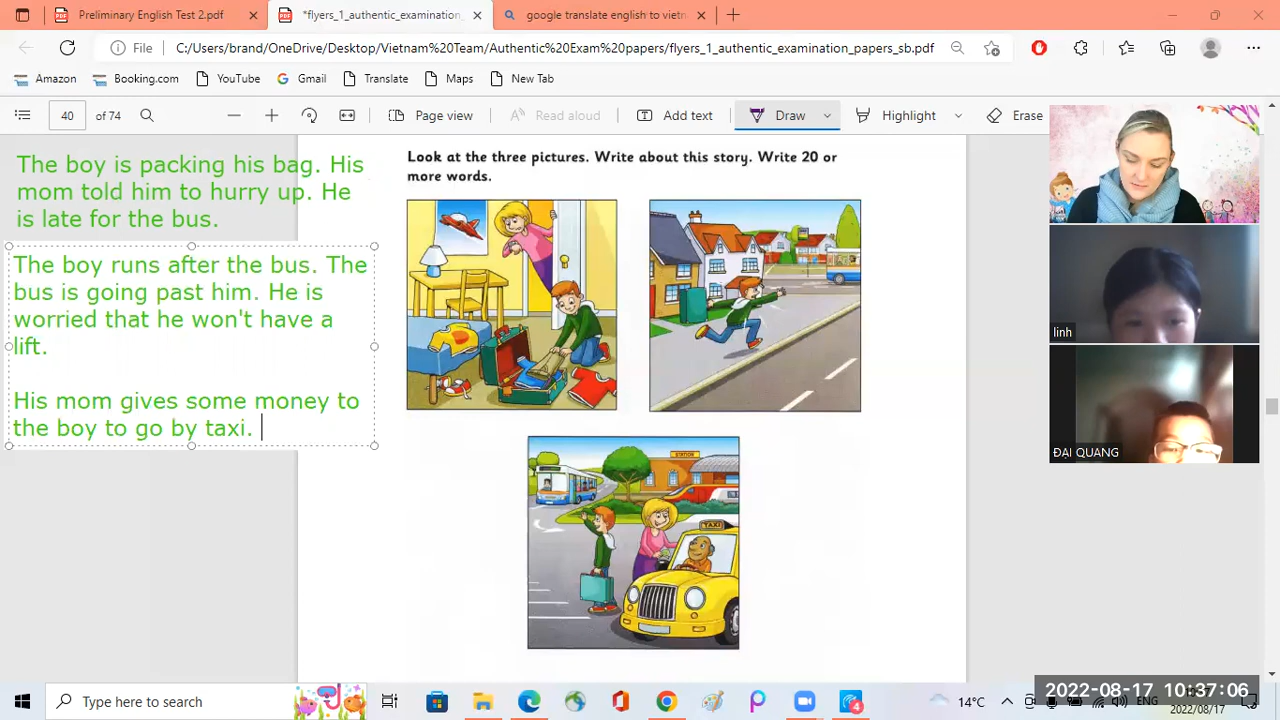 Preliminary English Test 2.pdf
*flyers_1_authentic_examination_
google translate english to vietn
File
C:/Users/brand/OneDrive/Desktop/Vietnam%20Team/Authentic%20Exam%20papers/flyers_1_authentic_examination_papers_sb.pdf
Amazon
Booking.com
YouTube
Gmail
Translate
Maps
New Tab
40 of 74
Page view
Read aloud
Add text
Draw
Highlight
Erase
Look at the three pictures. Write about this story. Write 20 or
more words.
The boy is packing his bag. His
mom told him to hurry up. He
is late for the bus.
The boy runs after the bus. The
bus is going past him. He is
worried that he won't have a
lift.
His mom gives some money to
the boy to go by taxi.
STATION
TAXI
linh
ĐẠI QUANG
Type here to search
14°C
4
ENG
2022-08-17 10:37:06
2022/08/17